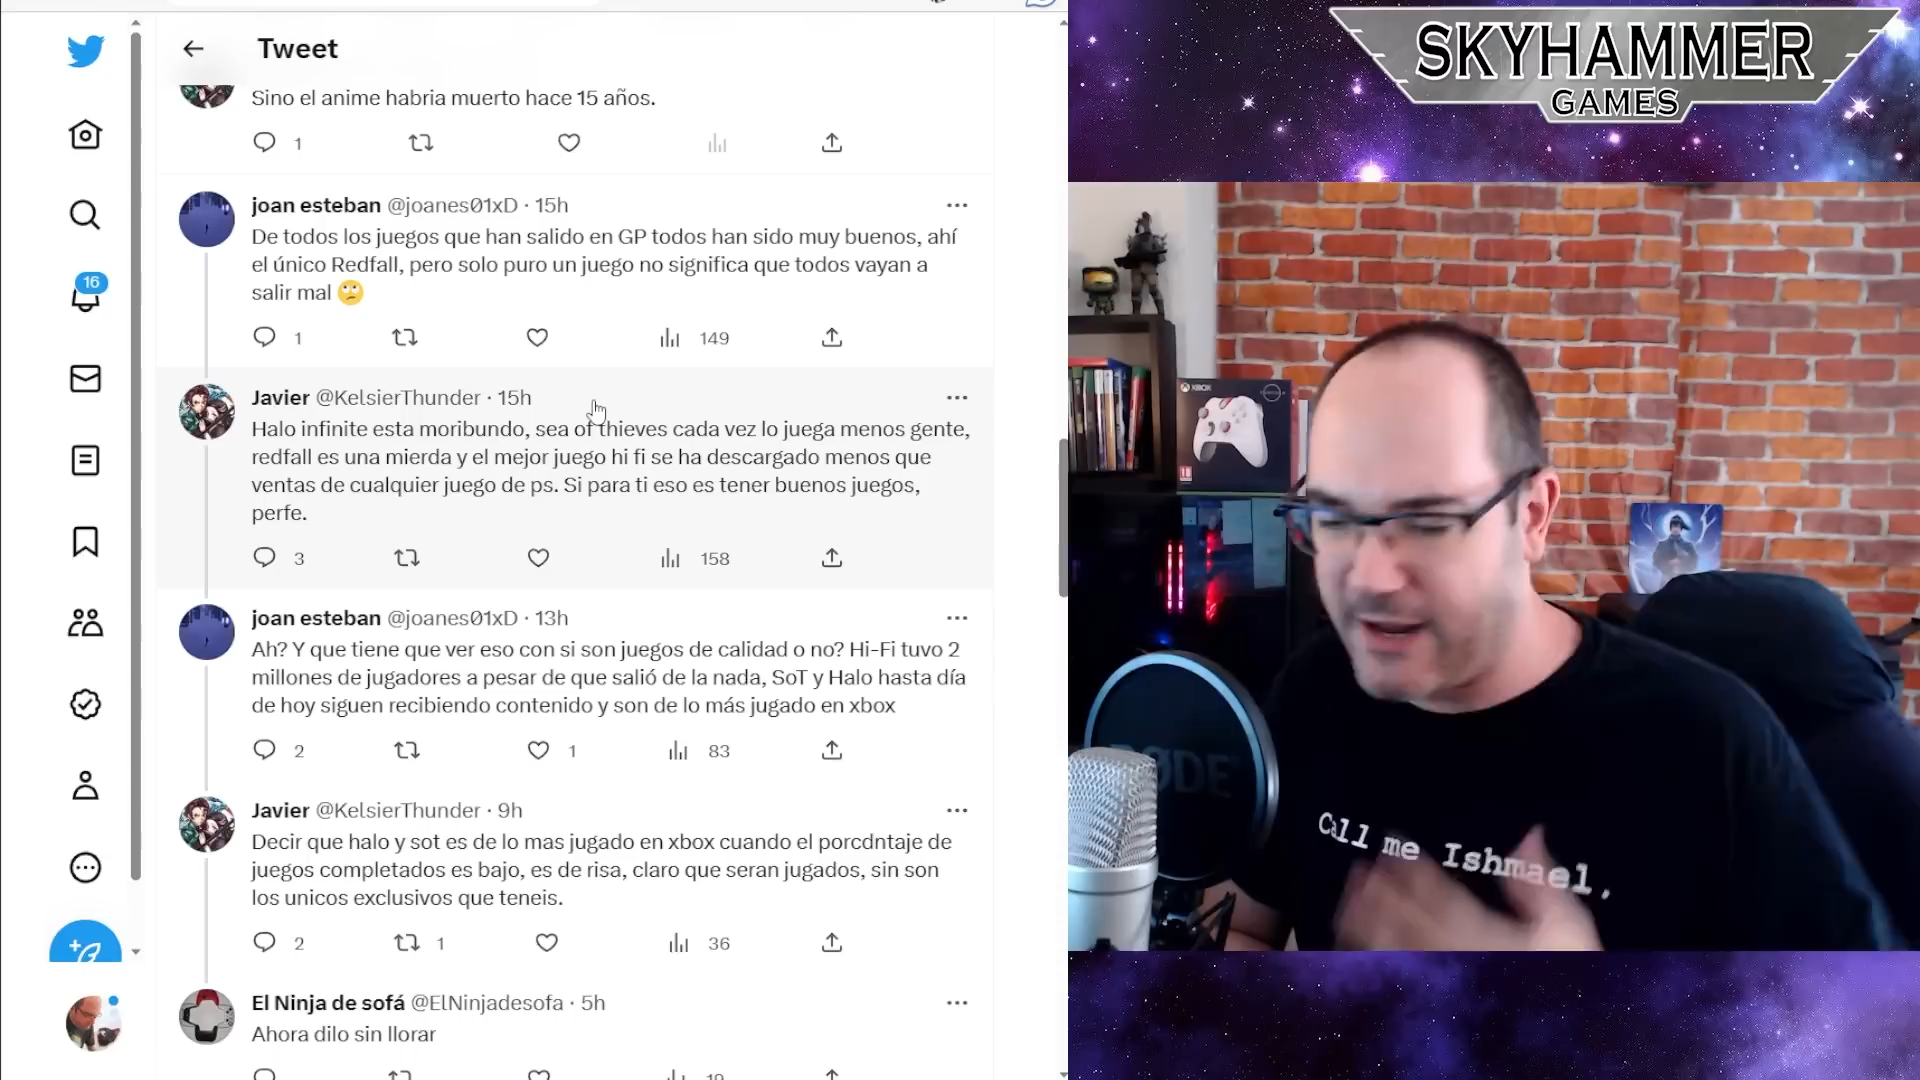 Tweet
Sino el anime habria muerto hace 15 años.
1
joan esteban @joanes01xD · 15h
De todos los juegos que han salido en GP todos han sido muy buenos, ahí
el único Redfall, pero solo puro un juego no significa que todos vayan a
salir mal 🙄
1 149
Javier @KelsierThunder · 15h
Halo infinite esta moribundo, sea of thieves cada vez lo juega menos gente,
redfall es una mierda y el mejor juego hi fi se ha descargado menos que
ventas de cualquier juego de ps. Si para ti eso es tener buenos juegos,
perfe.
3 158
joan esteban @joanes01xD · 13h
Ah? Y que tiene que ver eso con si son juegos de calidad o no? Hi-Fi tuvo 2
millones de jugadores a pesar de que salió de la nada, SoT y Halo hasta día
de hoy siguen recibiendo contenido y son de lo más jugado en xbox
2 1 83
Javier @KelsierThunder · 9h
Decir que halo y sot es de lo mas jugado en xbox cuando el porcdntaje de
juegos completados es bajo, es de risa, claro que seran jugados, sin son
los unicos exclusivos que teneis.
2 1 36
El Ninja de sofá @ElNinjadesofa · 5h
Ahora dilo sin llorar
19
16
SKYHAMMER
GAMES
XBOX
RØDE
Call me Ishmael.